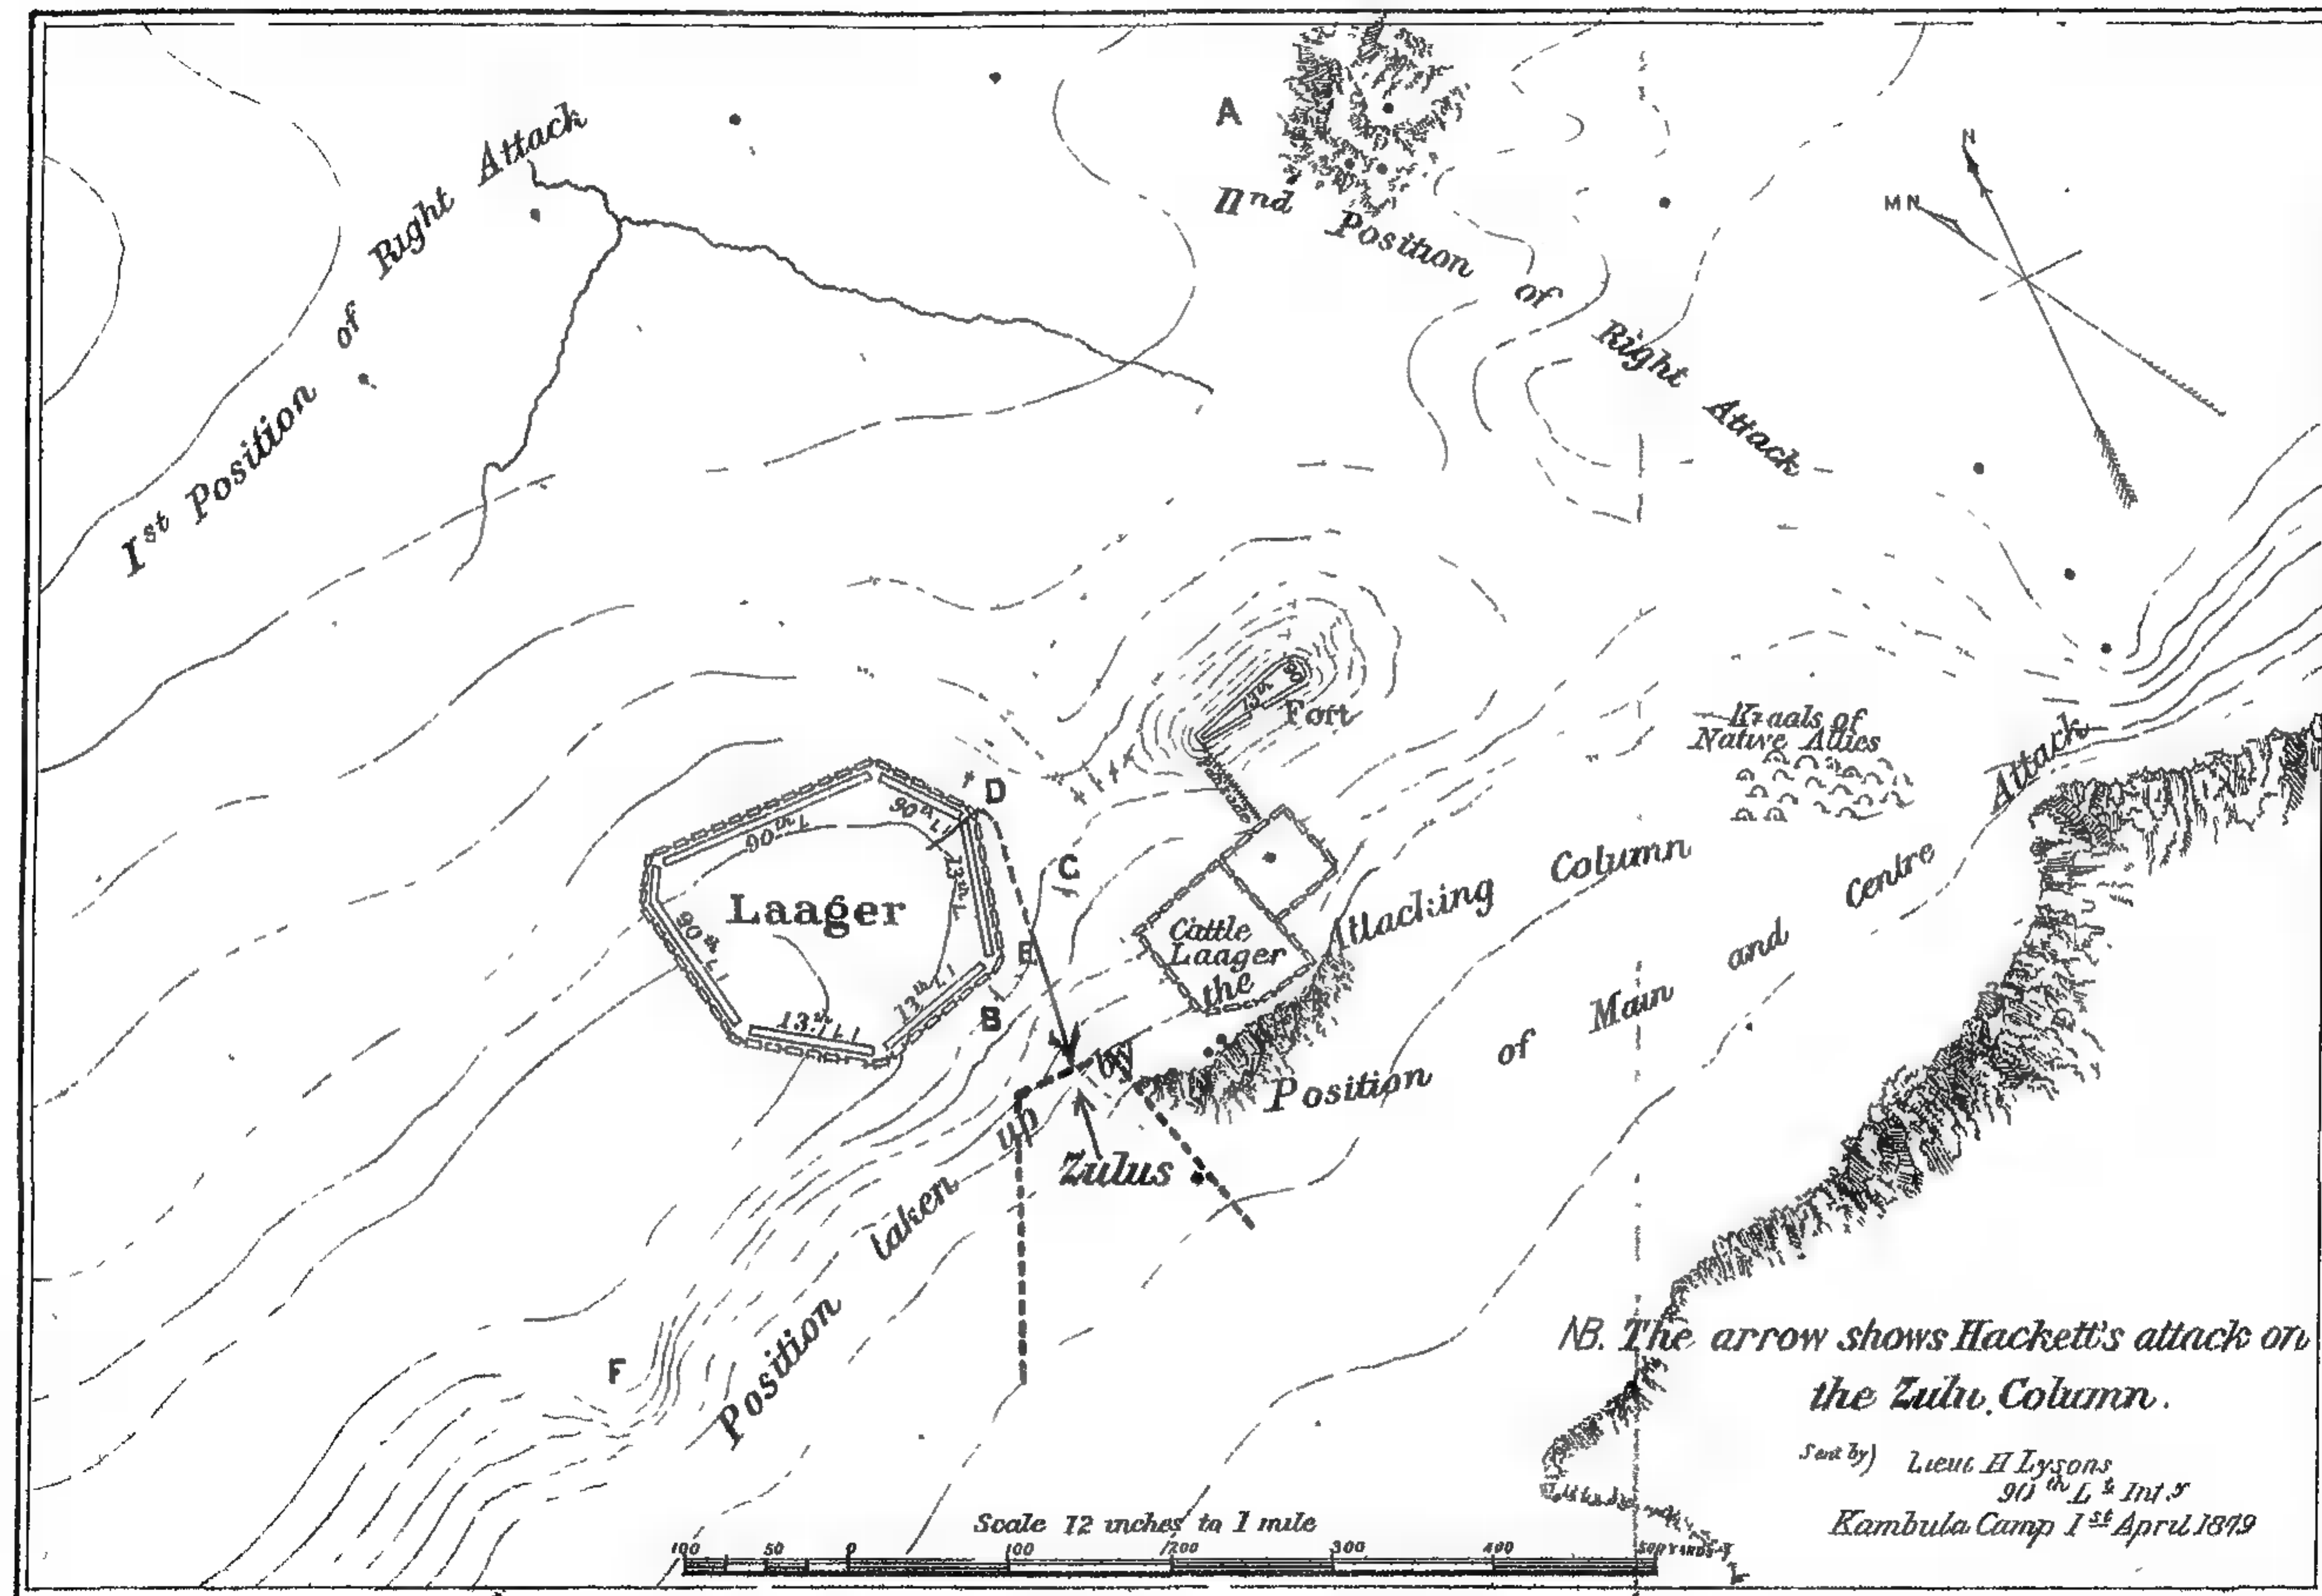 1st Position of Right Attack
A
IInd Position of Right Attack
N
MN
Fort
13th L.I.
Kraals of
Native Allies
Position of Main and Centre Attack
Position taken up by the Attacking Column
D
C
E
B
F
Laager
90th L.I.
90th L.I.
90th L.I.
13th L.I.
13th L.I.
13th L.I.
Cattle
Laager
Zulus
NB. The arrow shows Hackett's attack on
the Zulu Column.
Sent by) Lieut H Lysons
90th Lt Infy
Kambula Camp 1st April 1879
Scale 12 inches to 1 mile
100 50 0 100 200 300 400 500 YARDS